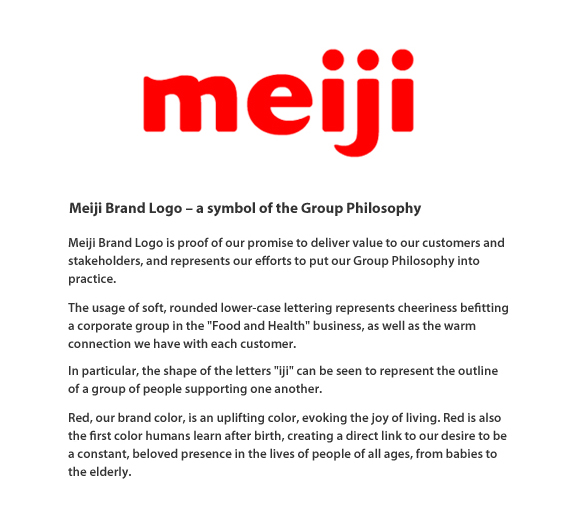 meiji
Meiji Brand Logo – a symbol of the Group Philosophy
Meiji Brand Logo is proof of our promise to deliver value to our customers and
stakeholders, and represents our efforts to put our Group Philosophy into
practice.
The usage of soft, rounded lower-case lettering represents cheeriness befitting
a corporate group in the "Food and Health" business, as well as the warm
connection we have with each customer.
In particular, the shape of the letters "iji" can be seen to represent the outline
of a group of people supporting one another.
Red, our brand color, is an uplifting color, evoking the joy of living. Red is also
the first color humans learn after birth, creating a direct link to our desire to be
a constant, beloved presence in the lives of people of all ages, from babies to
the elderly.